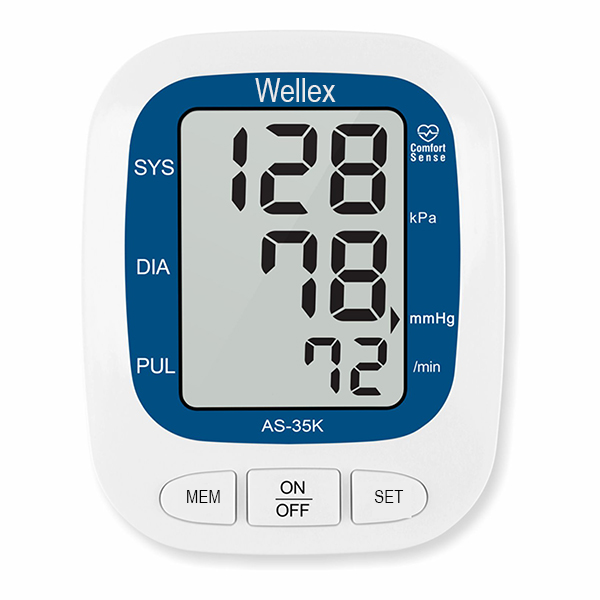 Wellex
SYS
128
Comfort
Sense
kPa
DIA
78
mmHg
PUL
72
/min
AS-35K
MEM
ON
OFF
SET